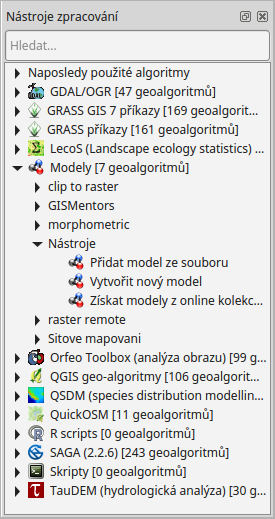 Nástroje zpracování
Hledat...
Naposledy použité algoritmy
GDAL/OGR [47 geoalgoritmů]
GRASS GIS 7 příkazy [169 geoalgorit...
GRASS příkazy [161 geoalgoritmů]
LecoS (Landscape ecology statistics) ...
Modely [7 geoalgoritmů]
clip to raster
GISMentors
morphometric
Nástroje
Přidat model ze souboru
Vytvořit nový model
Získat modely z online kolekc...
raster remote
Sitove mapovani
Orfeo Toolbox (analýza obrazu) [99 g...
QGIS geo-algoritmy [106 geoalgorit...
QSDM (species distribution modellin...
QuickOSM [11 geoalgoritmů]
R scripts [0 geoalgoritmů]
SAGA (2.2.6) [243 geoalgoritmů]
Skripty [0 geoalgoritmů]
TauDEM (hydrologická analýza) [30 g...